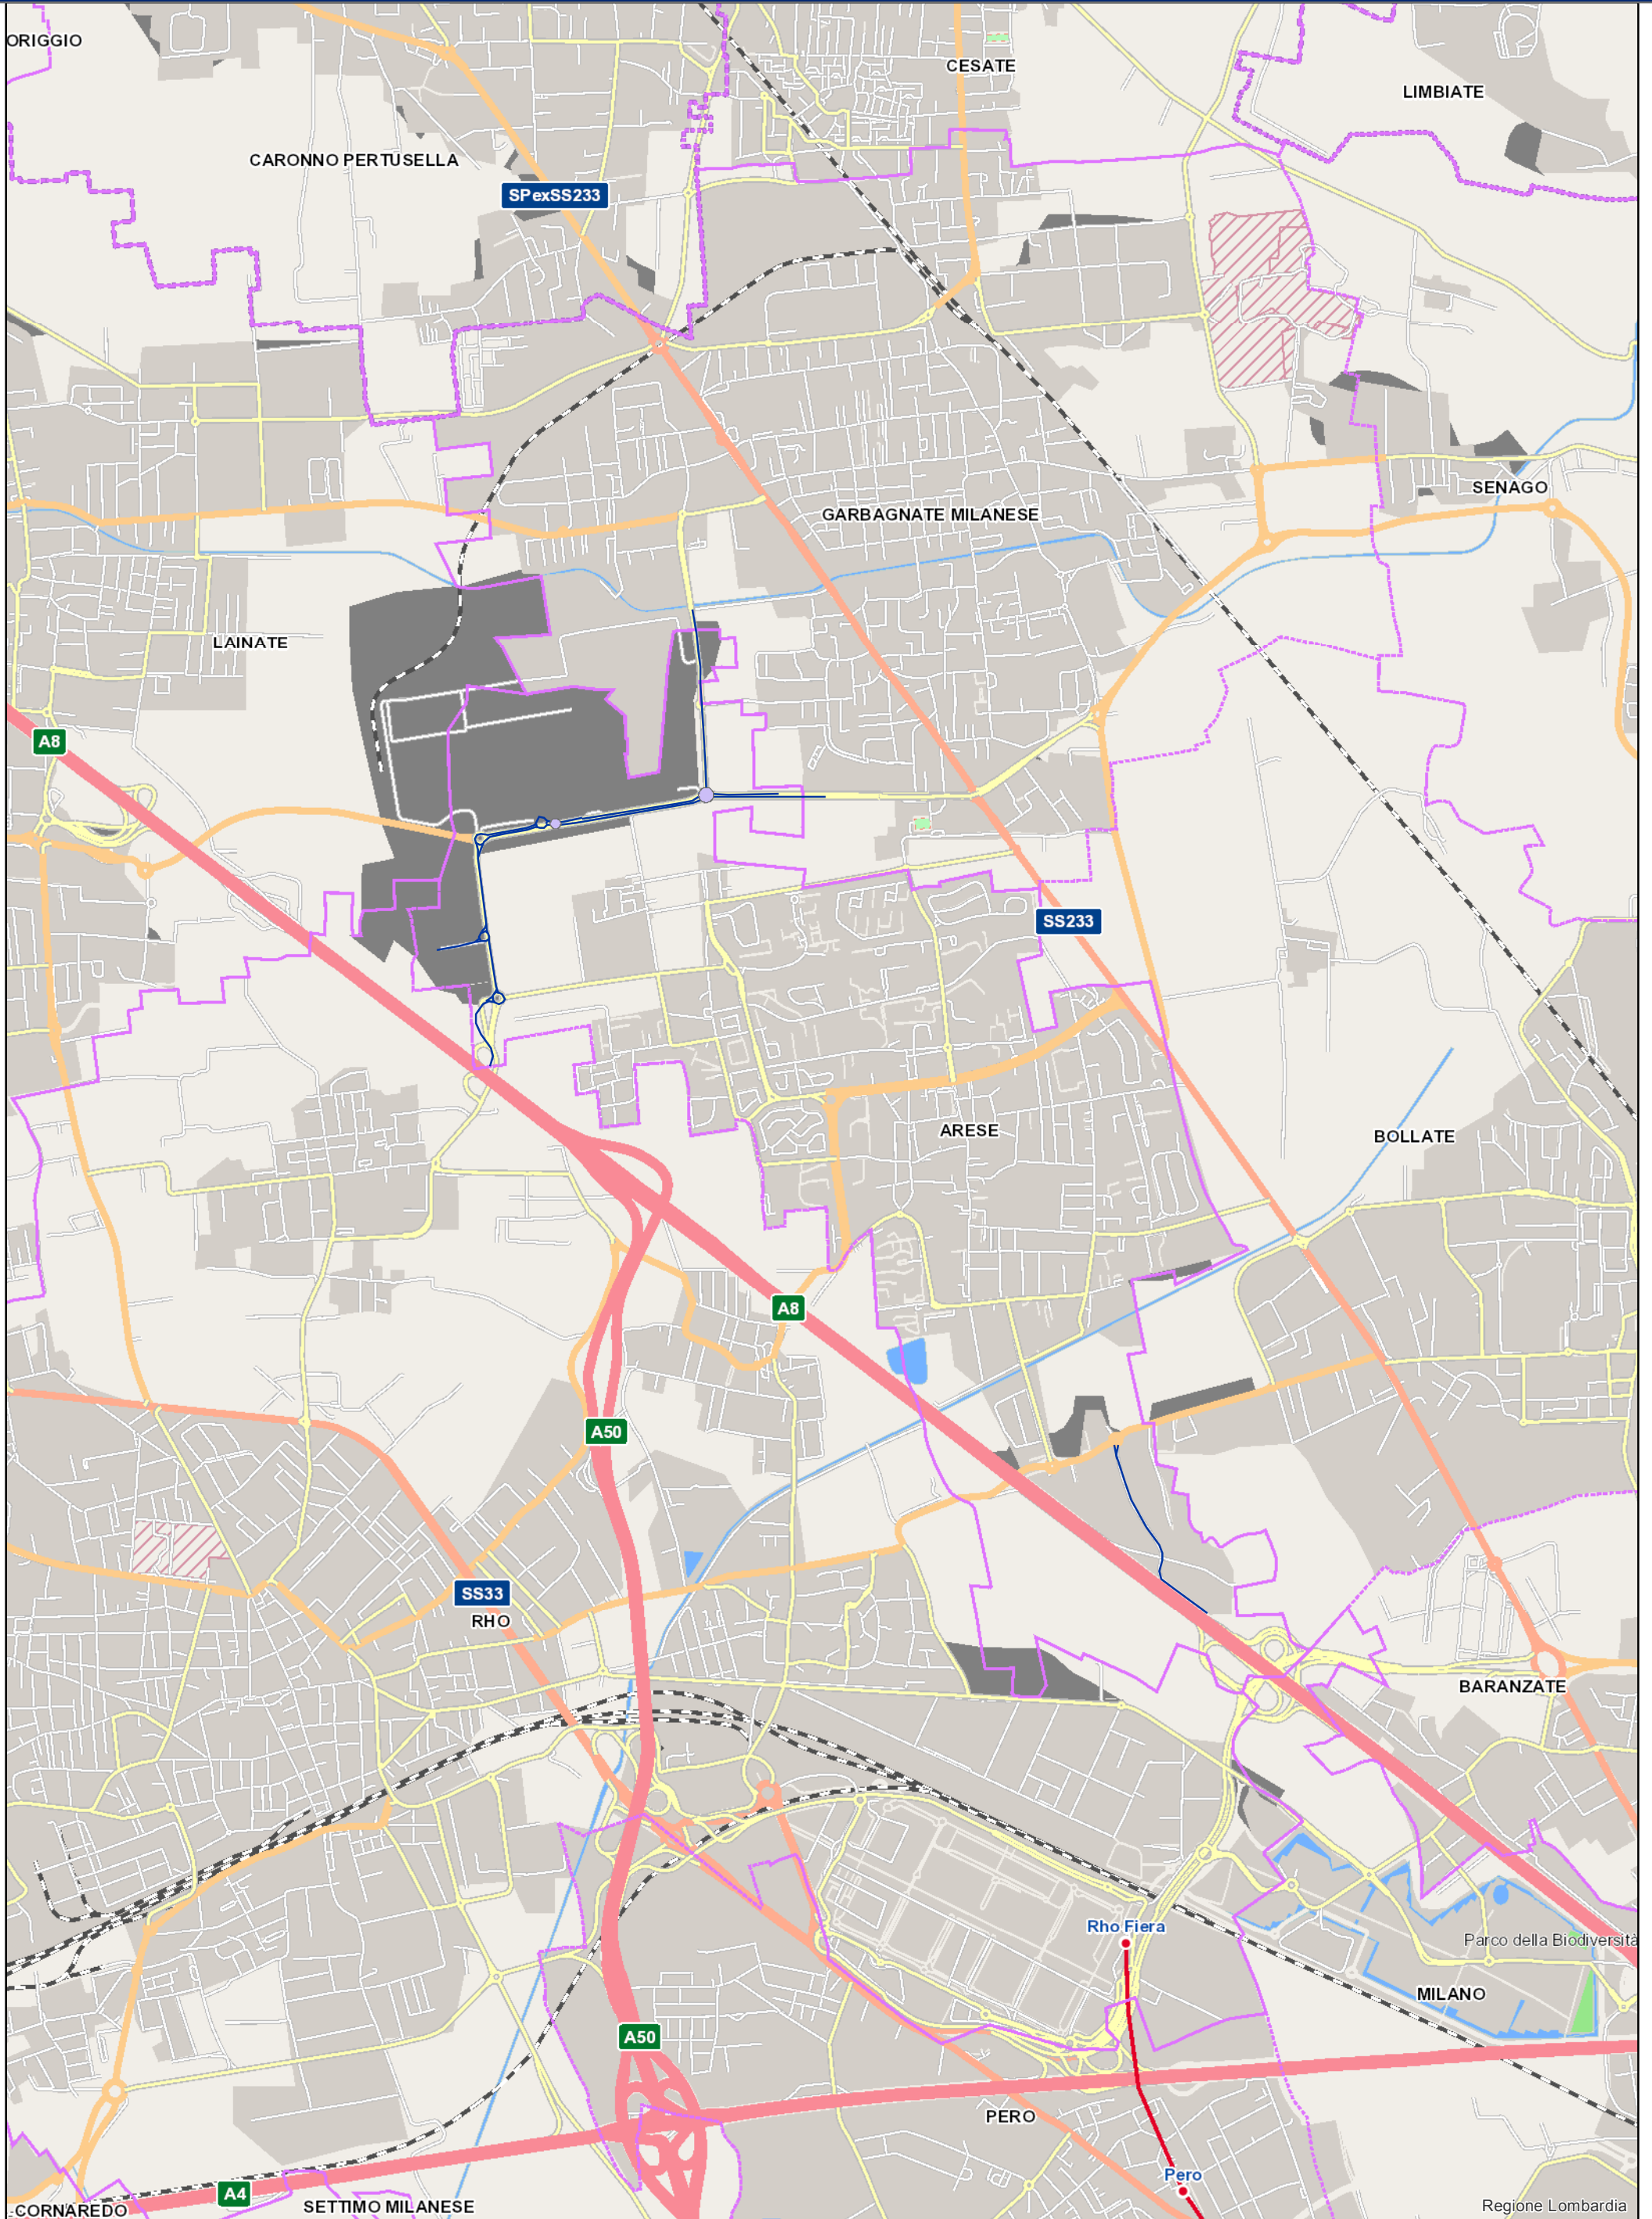 ORIGGIO
CESATE
LIMBIATE
CARONNO PERTUSELLA
SPexSS233
SENAGO
GARBAGNATE MILANESE
LAINATE
A8
SS233
ARESE
BOLLATE
A8
A50
SS33
RHO
BARANZATE
Rho Fiera
Parco della Biodiversità
MILANO
A50
PERO
Pero
A4
SETTIMO MILANESE
CORNAREDO
Regione Lombardia